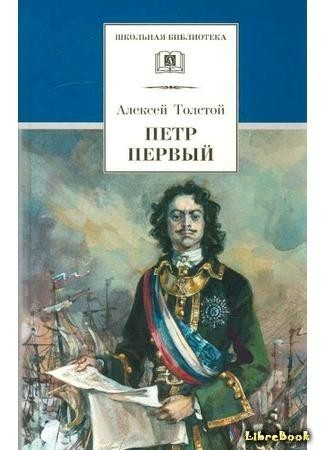 ШКОЛЬНАЯ БИБЛИОТЕКА
Алексей Толстой
ПЕТР
ПЕРВЫЙ
LibreBook